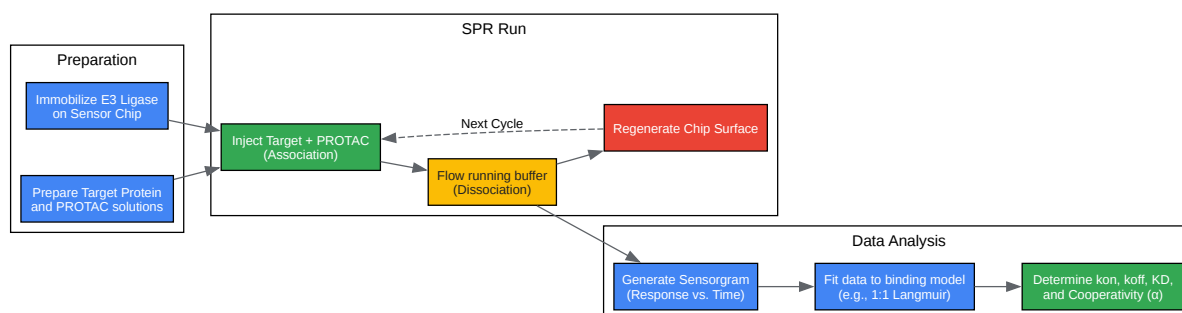 Preparation
Immobilize E3 Ligase
on Sensor Chip
Prepare Target Protein
and PROTAC solutions
SPR Run
Inject Target + PROTAC
(Association)
Next Cycle
Flow running buffer
(Dissociation)
Regenerate Chip Surface
Data Analysis
Generate Sensorgram
(Response vs. Time)
Fit data to binding model
(e.g., 1:1 Langmuir)
Determine kon, koff, KD,
and Cooperativity (α)